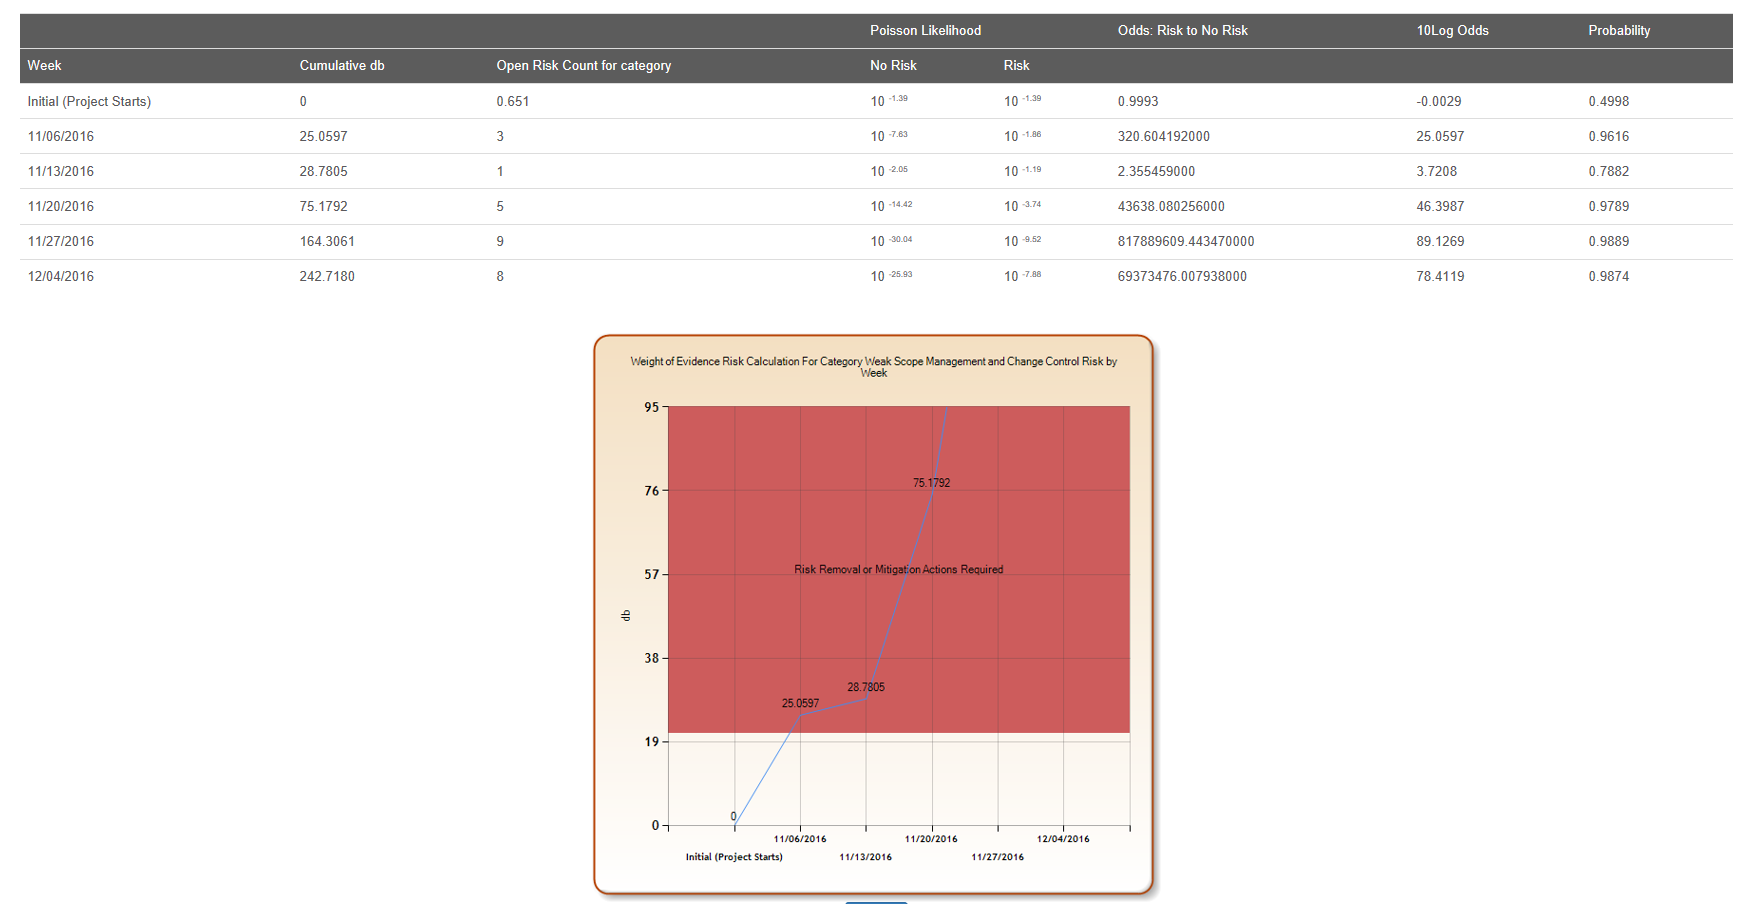 Poisson Likelihood Odds: Risk to No Risk 10Log Odds Probability
Week Cumulative db Open Risk Count for category No Risk Risk
Initial (Project Starts) 0 0.651 10 -1.39 10 -1.39 0.9993 -0.0029 0.4998
11/06/2016 25.0597 3 10 -7.63 10 -1.86 320.604192000 25.0597 0.9616
11/13/2016 28.7805 1 10 -2.05 10 -1.19 2.355459000 3.7208 0.7882
11/20/2016 75.1792 5 10 -14.42 10 -3.74 43638.080256000 46.3987 0.9789
11/27/2016 164.3061 9 10 -30.04 10 -9.52 817889609.443470000 89.1269 0.9889
12/04/2016 242.7180 8 10 -25.93 10 -7.88 69373476.007938000 78.4119 0.9874
Weight of Evidence Risk Calculation For Category Weak Scope Management and Change Control Risk by
Week
95
76
75.1792
57
Risk Removal or Mitigation Actions Required
db
38
28.7805
25.0597
19
0
0
11/06/2016 11/20/2016 12/04/2016
Initial (Project Starts) 11/13/2016 11/27/2016